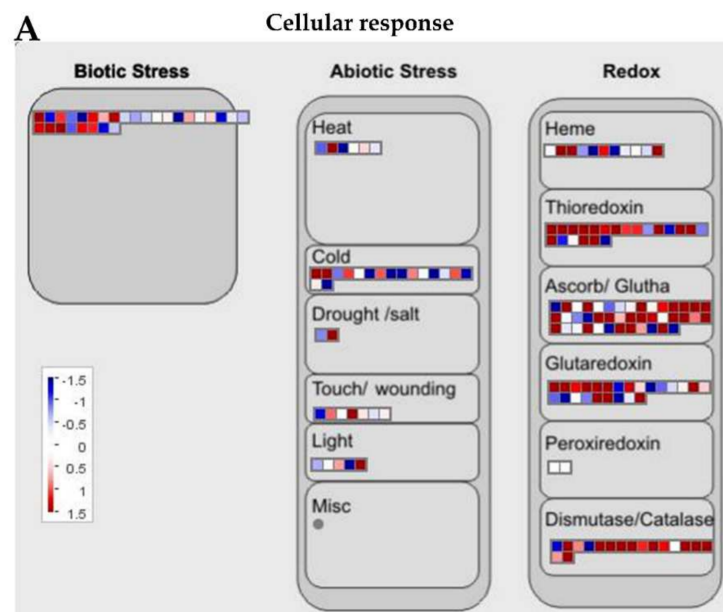 A
Cellular response
Biotic Stress
Abiotic Stress
Redox
Heat
Cold
Drought /salt
Touch/ wounding
Light
Misc
Heme
Thioredoxin
Ascorb/ Glutha
Glutaredoxin
Peroxiredoxin
Dismutase/Catalase
-1.5
-1
-0.5
0
0.5
1
1.5